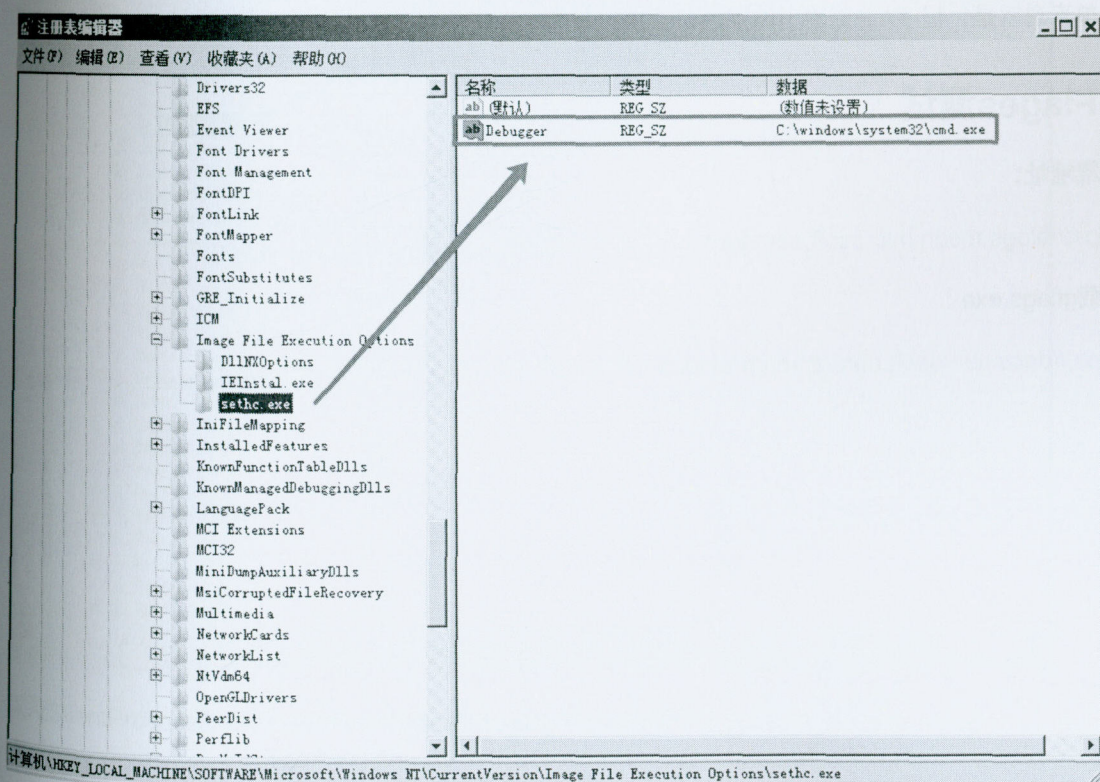 注册表编辑器
文件(F) 编辑(E) 查看(V) 收藏夹(A) 帮助(H)
Drivers32
EFS
Event Viewer
Font Drivers
Font Management
FontDPI
FontLink
FontMapper
Fonts
FontSubstitutes
GRE_Initialize
ICM
Image File Execution Options
DllNXOptions
IEInstal.exe
sethc.exe
IniFileMapping
InstalledFeatures
KnownFunctionTableDlls
KnownManagedDebuggingDlls
LanguagePack
MCI Extensions
MCI32
MiniDumpAuxiliaryDlls
MsiCorruptedFileRecovery
Multimedia
NetworkCards
NetworkList
NtVdm64
OpenGLDrivers
PeerDist
Perflib
名称 类型 数据
ab (默认) REG_SZ (数值未设置)
ab Debugger REG_SZ C:\windows\system32\cmd.exe
计算机\HKEY_LOCAL_MACHINE\SOFTWARE\Microsoft\Windows NT\CurrentVersion\Image File Execution Options\sethc.exe